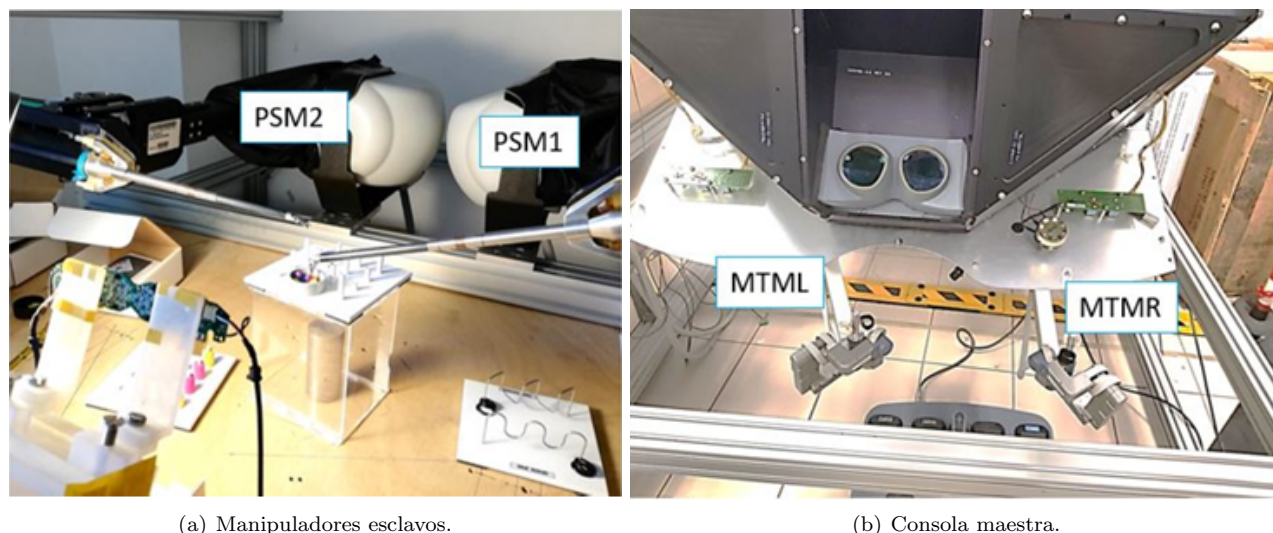 PSM2
PSM1
MTML
MTMR
(a) Manipuladores esclavos.
(b) Consola maestra.